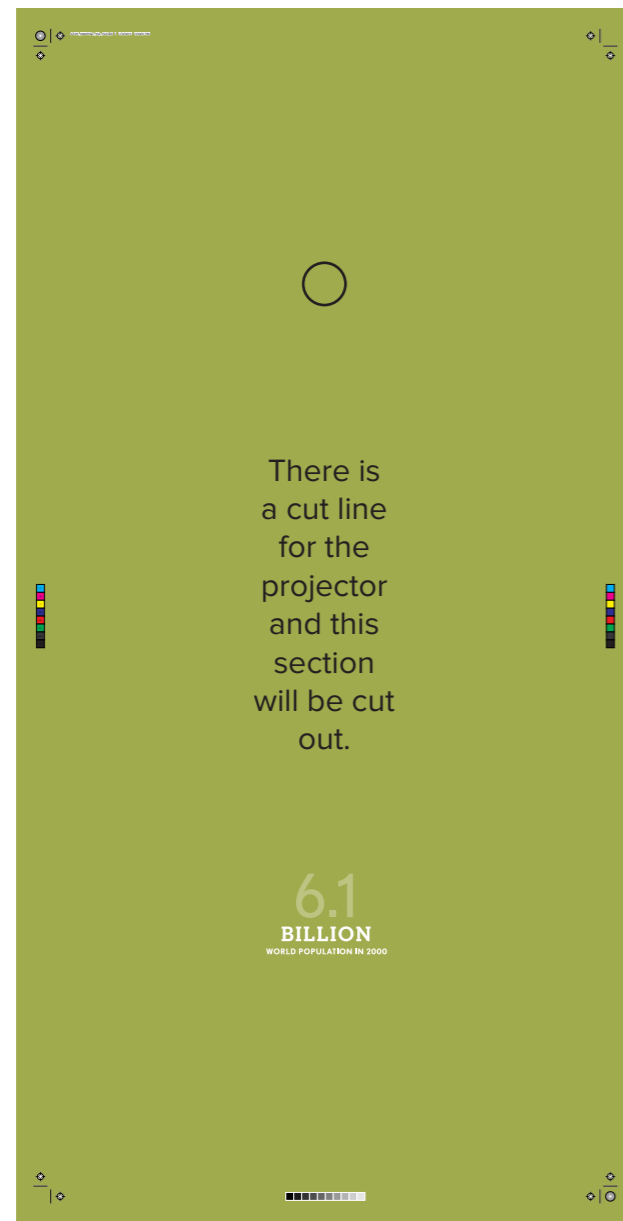 There is
a cut line
for the
projector
and this
section
will be cut
out.
6.1
BILLION
WORLD POPULATION IN 2000